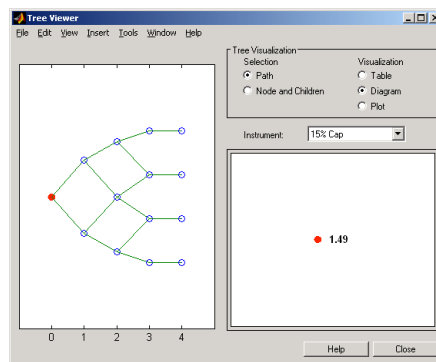 Tree Viewer
File Edit View Insert Tools Window Help
Tree Visualization
Selection
Visualization
Path
Table
Node and Children
Diagram
Plot
Instrument:
15% Cap
1.49
0 1 2 3 4
Help
Close